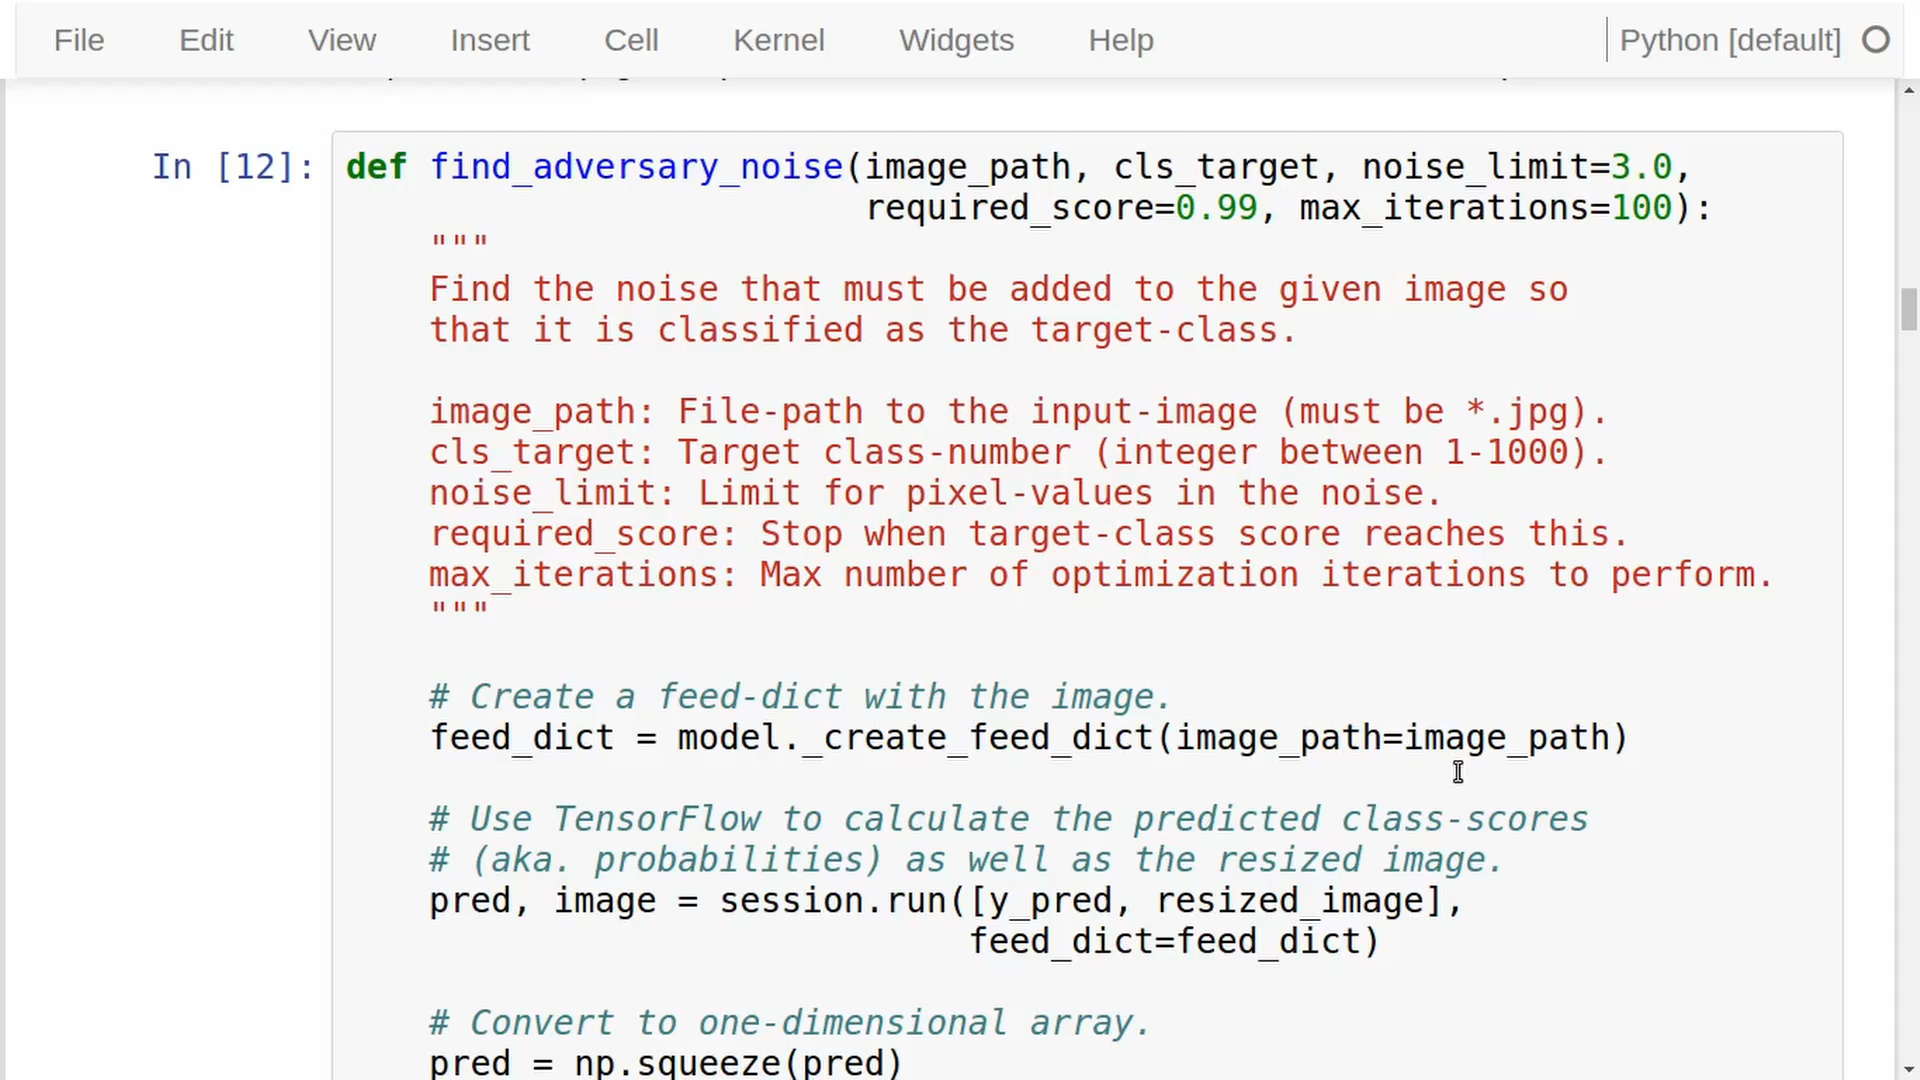 File Edit View Insert Cell Kernel Widgets Help Python [default]
In [12]: def find_adversary_noise(image_path, cls_target, noise_limit=3.0,
required_score=0.99, max_iterations=100):
"""
Find the noise that must be added to the given image so
that it is classified as the target-class.
image_path: File-path to the input-image (must be *.jpg).
cls_target: Target class-number (integer between 1-1000).
noise_limit: Limit for pixel-values in the noise.
required_score: Stop when target-class score reaches this.
max_iterations: Max number of optimization iterations to perform.
"""
# Create a feed-dict with the image.
feed_dict = model._create_feed_dict(image_path=image_path)
# Use TensorFlow to calculate the predicted class-scores
# (aka. probabilities) as well as the resized image.
pred, image = session.run([y_pred, resized_image],
feed_dict=feed_dict)
# Convert to one-dimensional array.
pred = np.squeeze(pred)